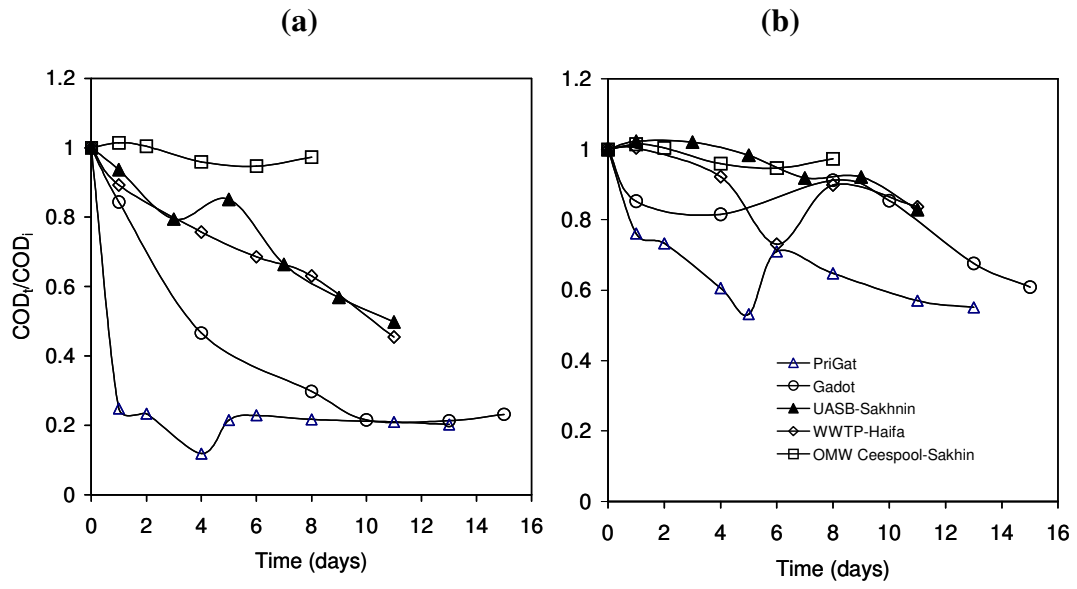 (a)
(b)
1.2
1
0.8
0.6
0.4
0.2
0
CODt/CODi
0 2 4 6 8 10 12 14 16
Time (days)
1.2
1
0.8
0.6
0.4
0.2
0
PriGat
Gadot
UASB-Sakhnin
WWTP-Haifa
OMW Ceespool-Sakhin
0 2 4 6 8 10 12 14 16
Time (days)